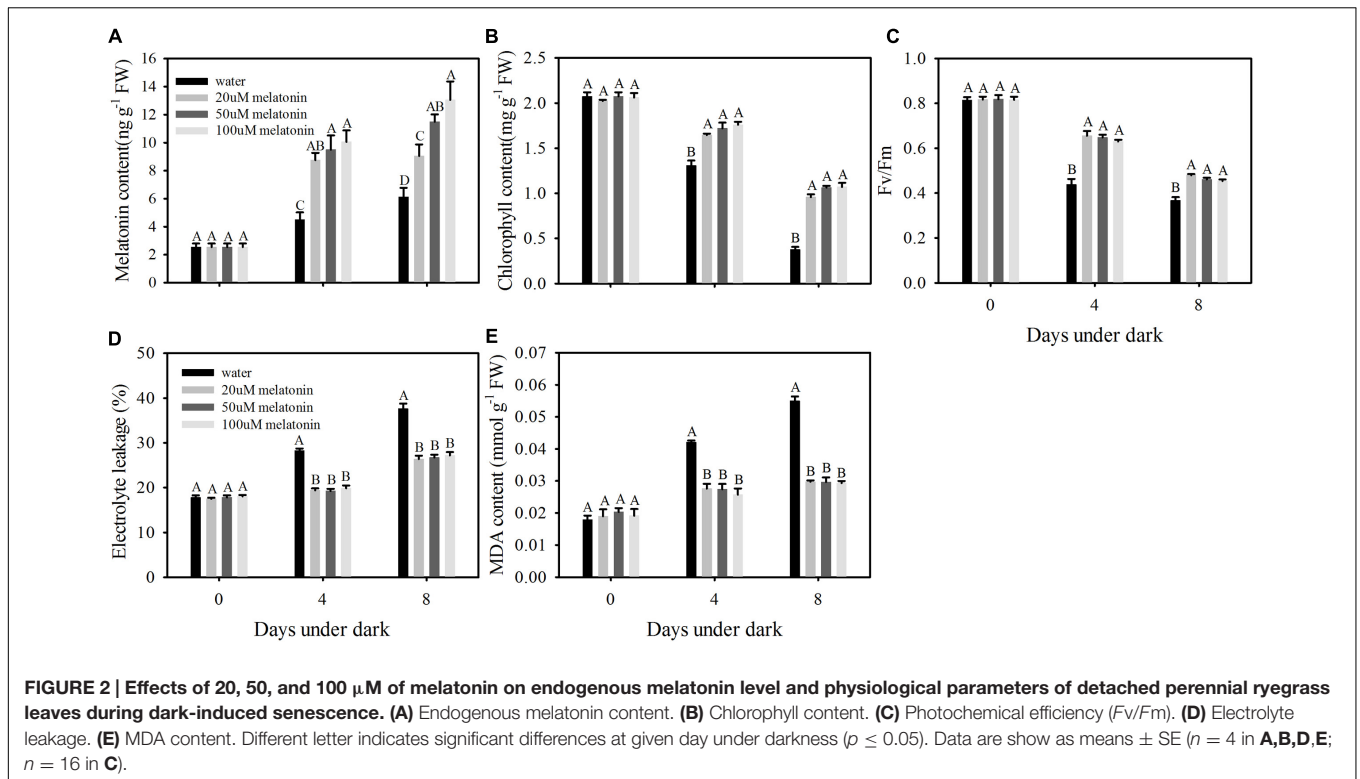 A
Melatonin content(ng g⁻¹ FW)
16
14
12
10
8
6
4
2
0
water
20uM melatonin
50uM melatonin
100uM melatonin
A A A A
C AB A A
D C AB A
B
Chlorophyll content(mg g⁻¹ FW)
2.5
2.0
1.5
1.0
0.5
0.0
A A A A
B A A A
B A A A
C
Fv/Fm
1.0
0.8
0.6
0.4
0.2
0.0
A A A A
B A A A
B A A A
0 4 8
Days under dark
D
Electrolyte leakage (%)
50
40
30
20
10
0
water
20uM melatonin
50uM melatonin
100uM melatonin
A A A A
A B B B
A B B B
0 4 8
Days under dark
E
MDA content (mmol g⁻¹ FW)
0.07
0.06
0.05
0.04
0.03
0.02
0.01
0.00
A A A A
A B B B
A B B B
0 4 8
Days under dark
FIGURE 2 | Effects of 20, 50, and 100 μM of melatonin on endogenous melatonin level and physiological parameters of detached perennial ryegrass
leaves during dark-induced senescence. (A) Endogenous melatonin content. (B) Chlorophyll content. (C) Photochemical efficiency (Fv/Fm). (D) Electrolyte
leakage. (E) MDA content. Different letter indicates significant differences at given day under darkness (p ≤ 0.05). Data are show as means ± SE (n = 4 in A,B,D,E;
n = 16 in C).